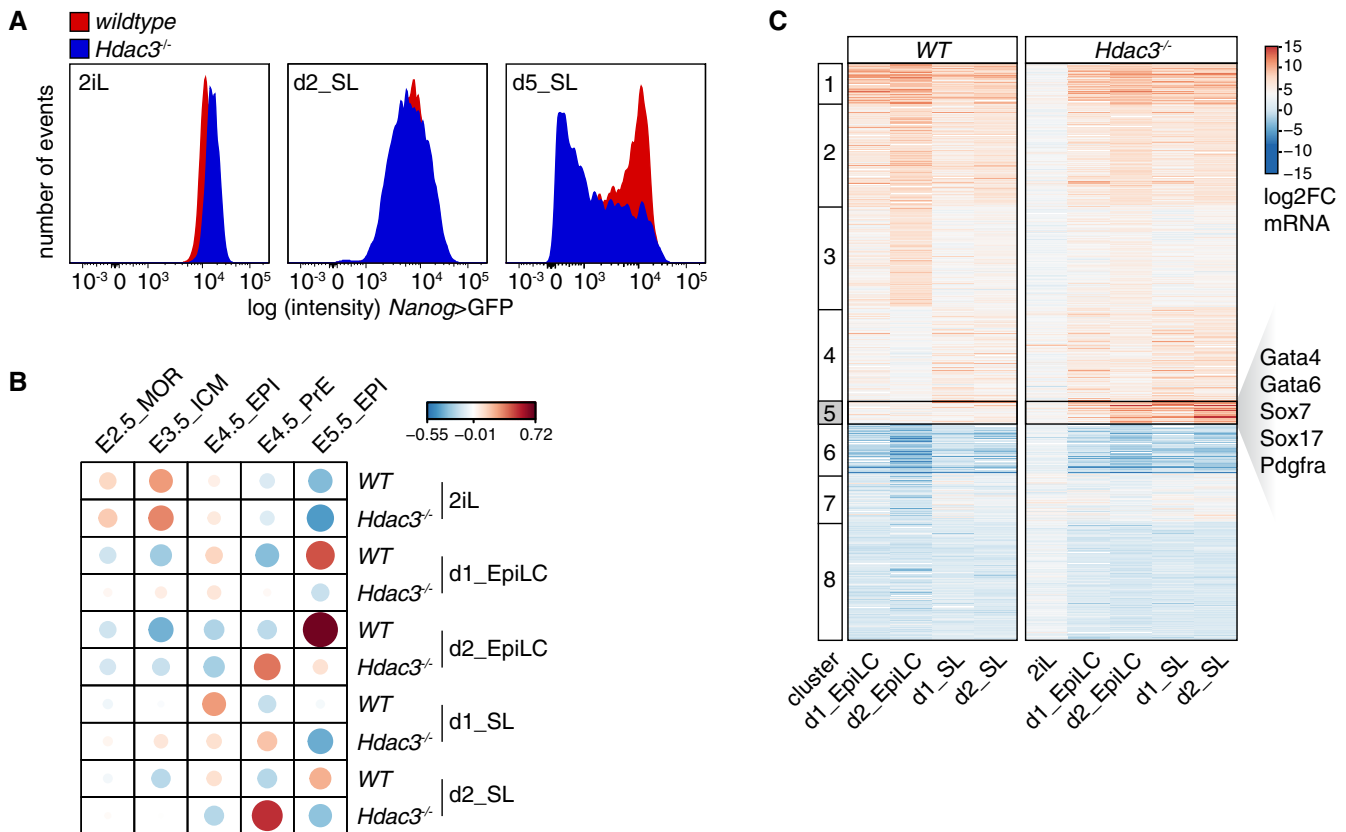 A
wildtype
Hdac3-/-
2iL
d2_SL
d5_SL
number of events
10-3 0 103 104 105
10-3 0 103 104 105
10-3 0 103 104 105
log (intensity) Nanog>GFP
B
E2.5_MOR
E3.5_ICM
E4.5_EPI
E4.5_PrE
E5.5_EPI
−0.55 −0.01 0.72
WT
Hdac3-/-
2iL
WT
Hdac3-/-
d1_EpiLC
WT
Hdac3-/-
d2_EpiLC
WT
Hdac3-/-
d1_SL
WT
Hdac3-/-
d2_SL
C
WT
Hdac3-/-
1
2
3
4
5
6
7
8
cluster
d1_EpiLC
d2_EpiLC
d1_SL
d2_SL
2iL
d1_EpiLC
d2_EpiLC
d1_SL
d2_SL
15
10
5
0
−5
−10
−15
log2FC
mRNA
Gata4
Gata6
Sox7
Sox17
Pdgfra